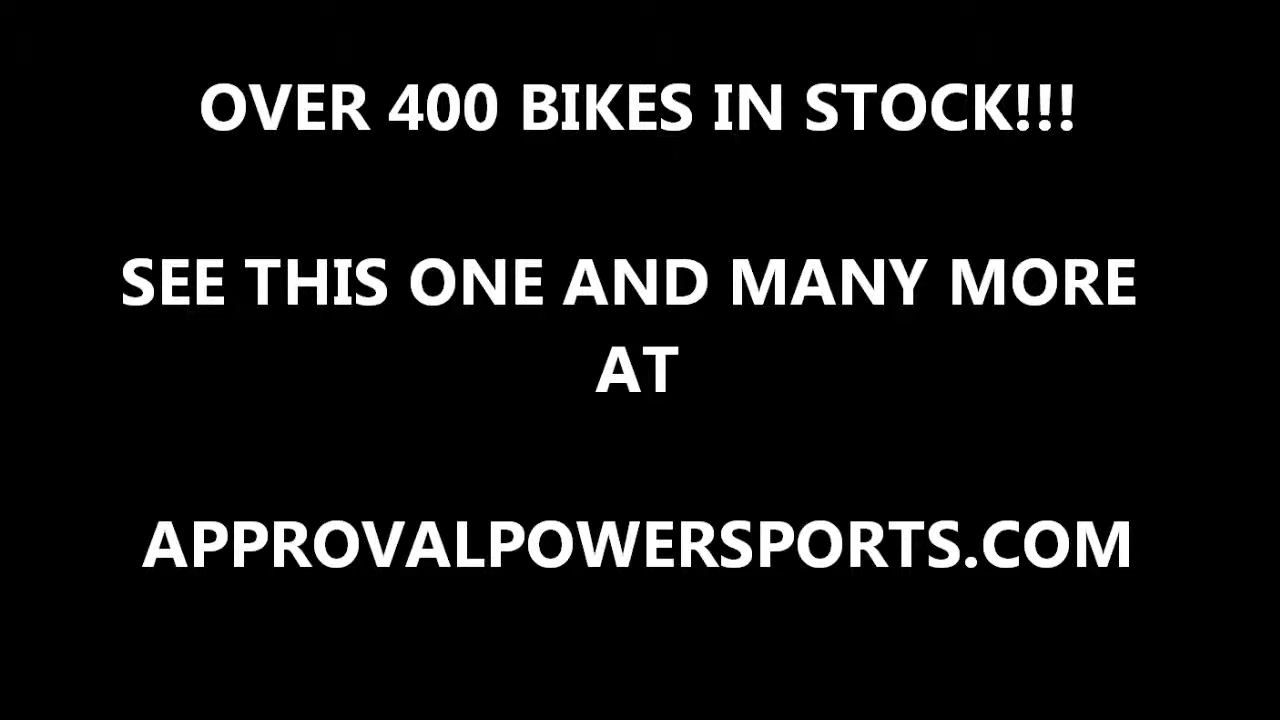 OVER 400 BIKES IN STOCK!!!
SEE THIS ONE AND MANY MORE
AT
APPROVALPOWERSPORTS.COM